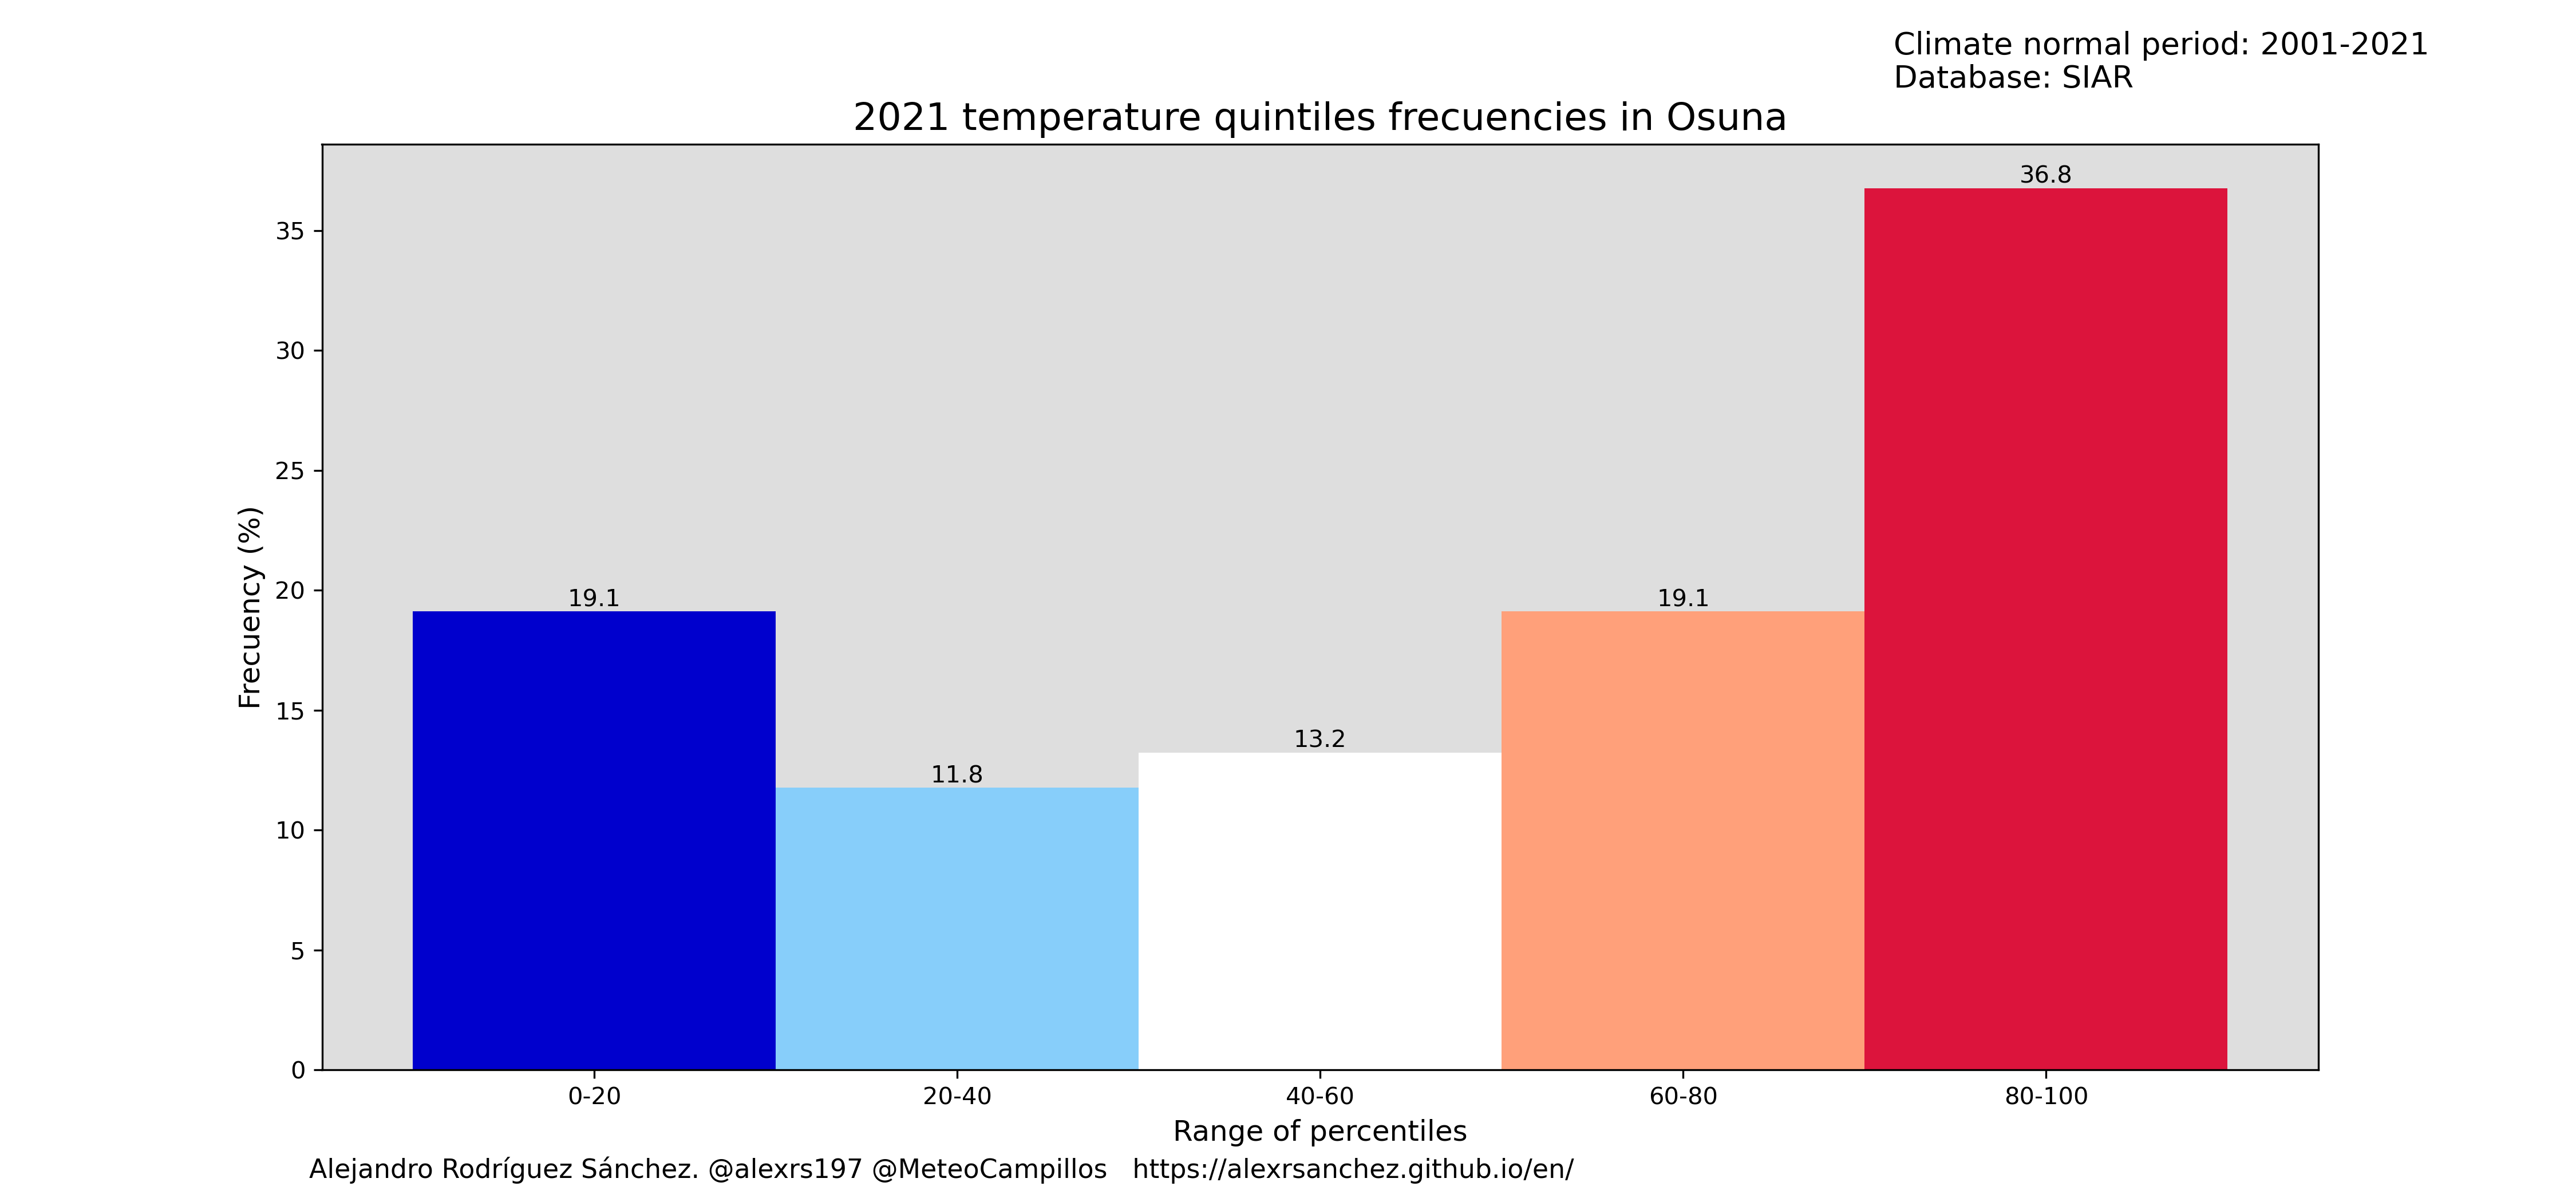 Climate normal period: 2001-2021
Database: SIAR
2021 temperature quintiles frecuencies in Osuna
36.8
35
30
25
20
19.1
19.1
15
13.2
11.8
10
5
0
Frecuency (%)
0-20 20-40 40-60 60-80 80-100
Range of percentiles
Alejandro Rodríguez Sánchez. @alexrs197 @MeteoCampillos https://alexrsanchez.github.io/en/